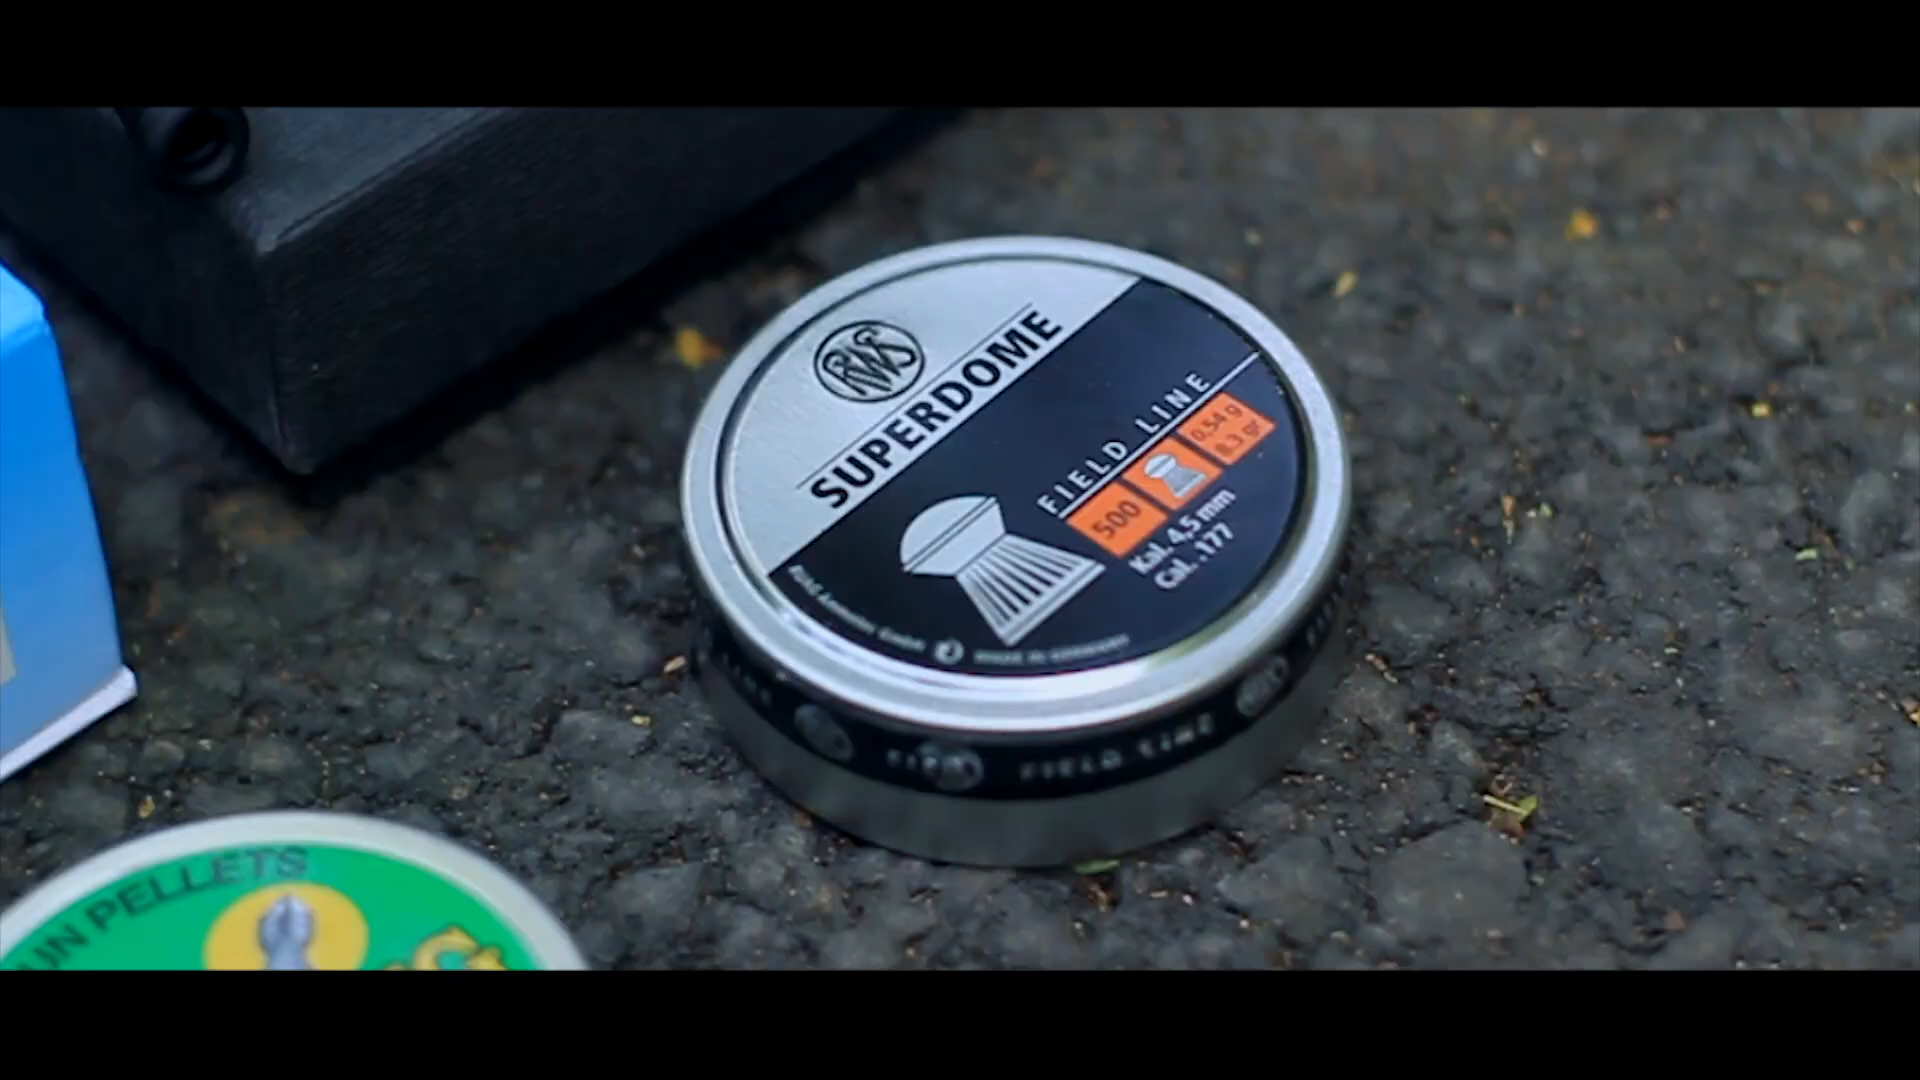 RWS
SUPERDOME
FIELD LINE
500
0,54 g
8.3 gr
Kal. 4,5 mm
Cal. .177
FIELD LINE
UN PELLETS